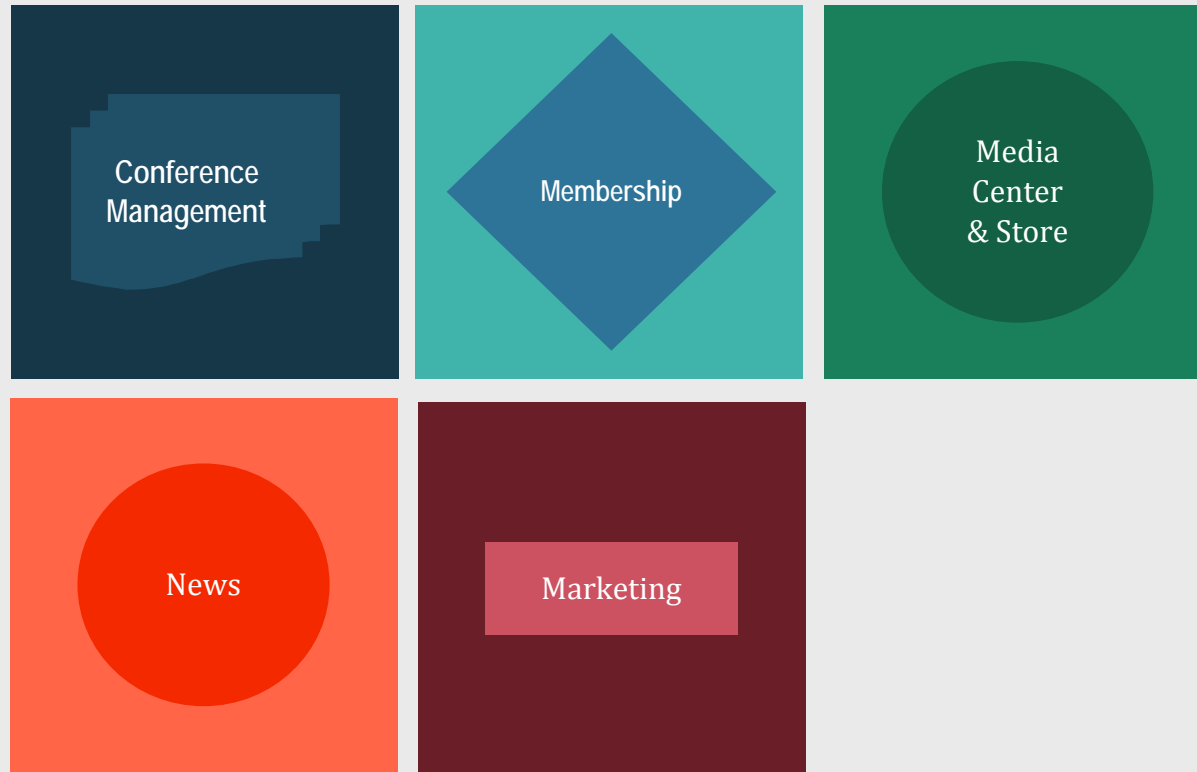 Conference
Management
Membership
Media
Center
& Store
News
Marketing